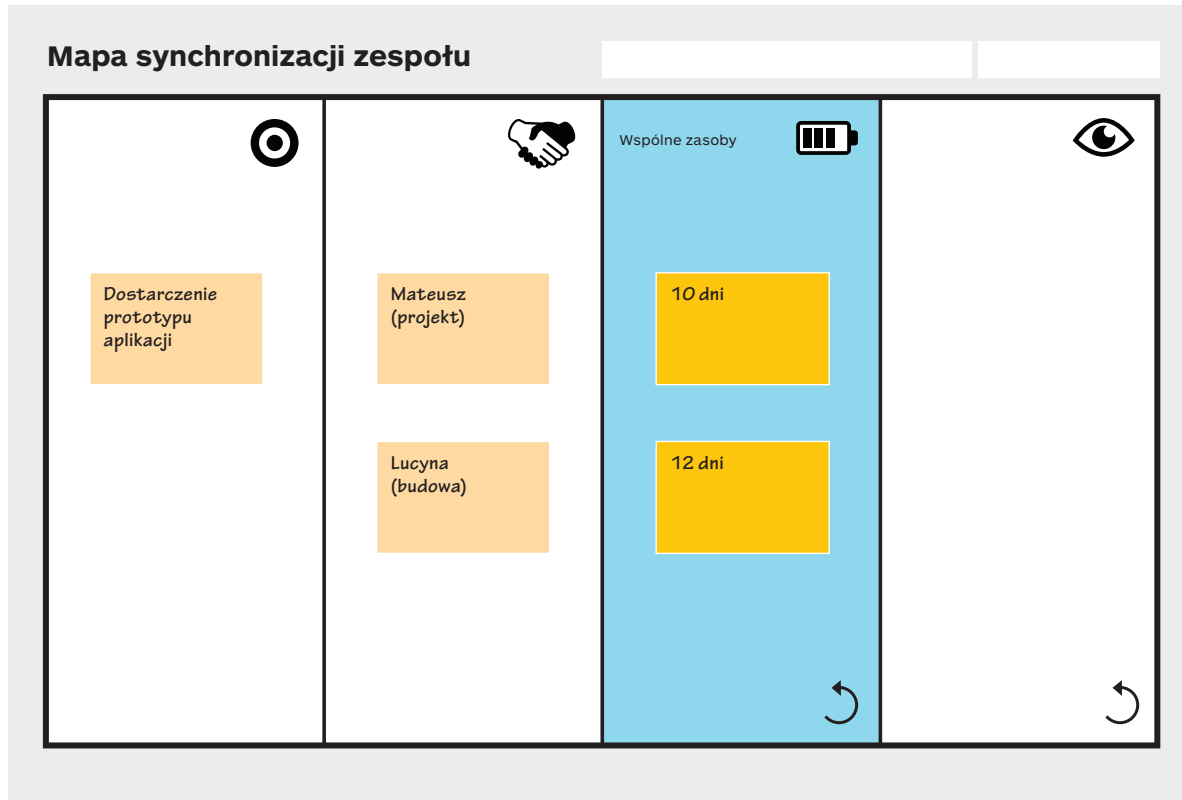 Mapa synchronizacji zespołu
Wspólne zasoby
Dostarczenie
prototypu
aplikacji
Mateusz
(projekt)
10 dni
Lucyna
(budowa)
12 dni